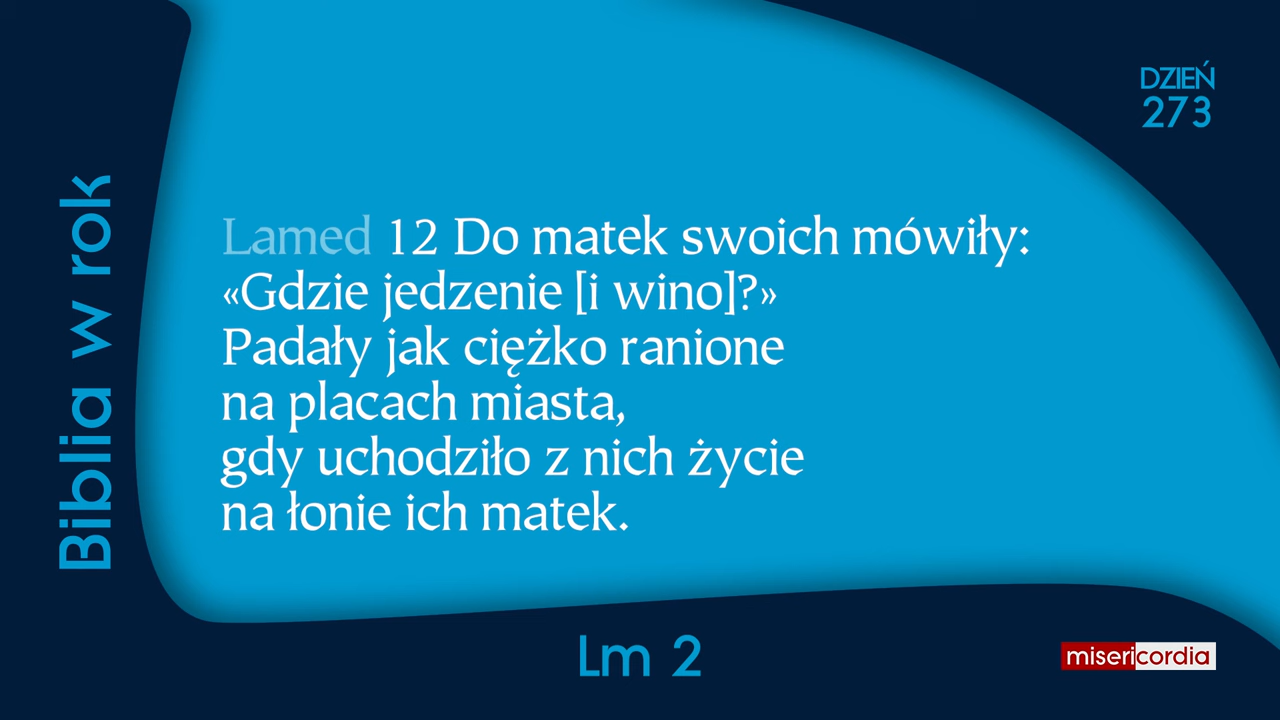 DZIEŃ
273
Biblia w rok
Lamed 12 Do matek swoich mówiły:
«Gdzie jedzenie [i wino]?»
Padały jak ciężko ranione
na placach miasta,
gdy uchodziło z nich życie
na łonie ich matek.
Lm 2
misericordia